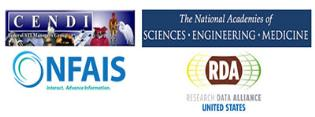 CENDI
Federal STI Managers Group
The National Academies of
SCIENCES • ENGINEERING • MEDICINE
NFAIS
Interact. Advance Information.
RDA
RESEARCH DATA ALLIANCE
UNITED STATES